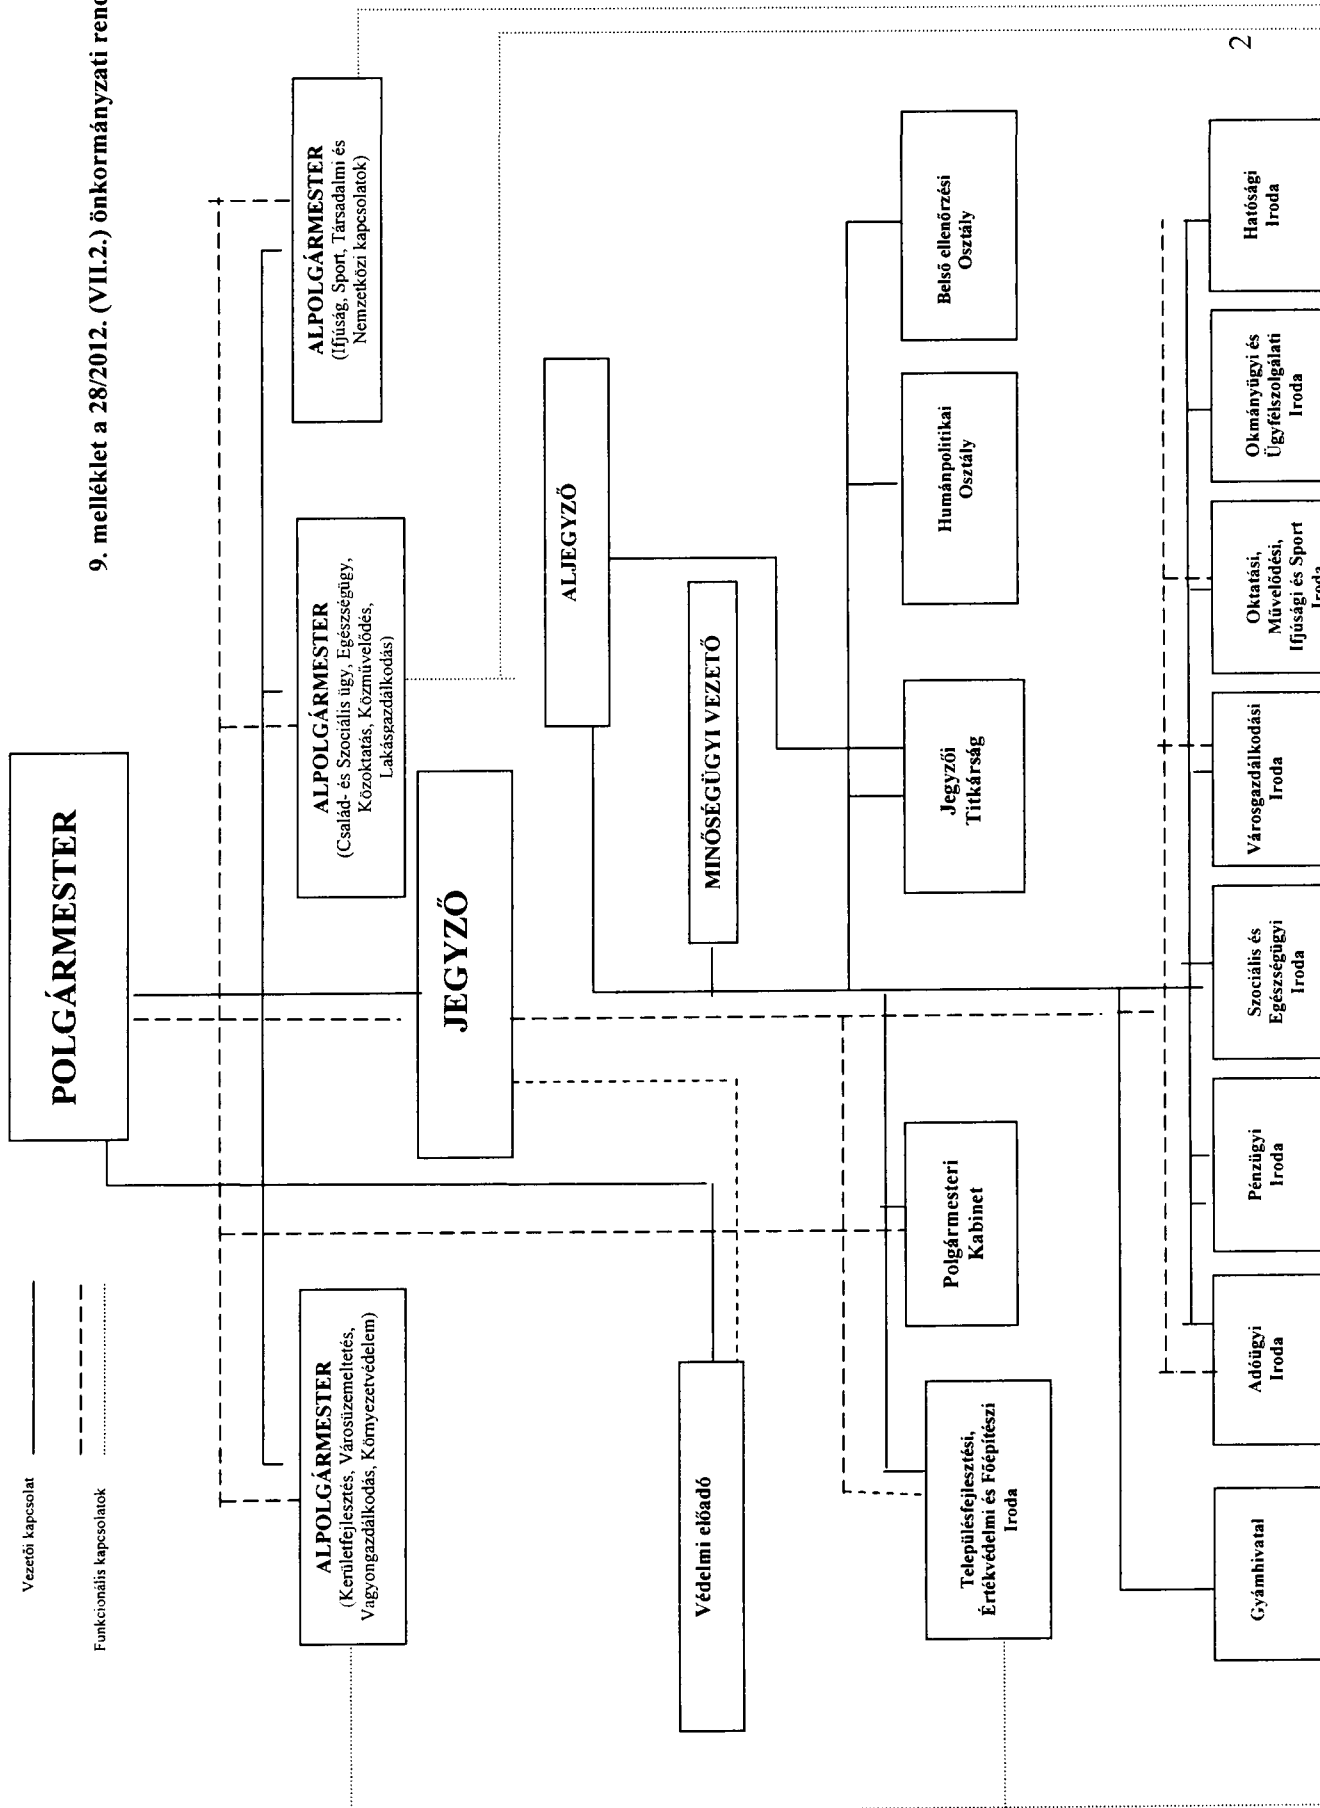 9. melléklet a 28/2012. (VII.2.) önkormányzati
Vezetői kapcsolat
Funkcionális kapcsolatok
POLGÁRMESTER
ALPOLGÁRMESTER
(Kerületfejlesztés, Városüzemeltetés,
Vagyongazdálkodás, Környezetvédelem)
ALPOLGÁRMESTER
(Család- és Szociális ügy, Egészségügy,
Közoktatás, Közművelődés,
Lakásgazdálkodás)
ALPOLGÁRMESTER
(Ifjúság, Sport, Társadalmi és
Nemzetközi kapcsolatok)
JEGYZŐ
ALJEGYZŐ
MINŐSÉGÜGYI VEZETŐ
Védelmi előadó
Településfejlesztési,
Értékvédelmi és Főépítészi
Iroda
Polgármesteri
Kabinet
Jegyzői
Titkárság
Humánpolitikai
Osztály
Belső ellenőrzési
Osztály
Gyámhivatal
Adóügyi
Iroda
Pénzügyi
Iroda
Szociális és
Egészségügyi
Iroda
Városgazdálkodási
Iroda
Oktatási,
Művelődési,
Ifjúsági és Sport
Iroda
Okmányügyi és
Ügyfélszolgálati
Iroda
Hatósági
Iroda
2